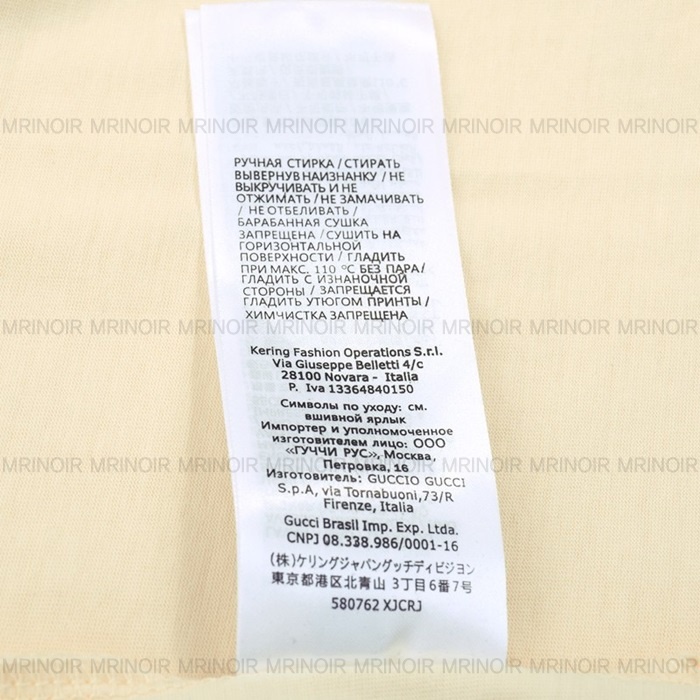 MRINOIR MRINOIR MRINOIR MRINOIR MRINOIR MRINOIR MRINOIR MRINOIR
РУЧНАЯ СТИРКА / СТИРАТЬ
ВЫВЕРНУВ НАИЗНАНКУ / НЕ
ВЫКРУЧИВАТЬ И НЕ
ОТЖИМАТЬ / НЕ ЗАМАЧИВАТЬ
/ НЕ ОТБЕЛИВАТЬ /
БАРАБАННАЯ СУШКА
ЗАПРЕЩЕНА / СУШИТЬ НА
ГОРИЗОНТАЛЬНОЙ
ПОВЕРХНОСТИ / ГЛАДИТЬ
ПРИ МАКС. 110 °C БЕЗ ПАРА/
ГЛАДИТЬ С ИЗНАНОЧНОЙ
СТОРОНЫ / ЗАПРЕЩАЕТСЯ
ГЛАДИТЬ УТЮГОМ ПРИНТЫ /
ХИМЧИСТКА ЗАПРЕЩЕНА
MRINOIR MRINOIR MRINOIR MRINOIR MRINOIR MRINOIR MRINOIR
Kering Fashion Operations S.r.l.
Via Giuseppe Belletti 4/c
28100 Novara - Italia
P. Iva 13364840150
Символы по уходу: см.
вшивной ярлык
Импортер и уполномоченное
изготовителем лицо: ООО
«ГУЧЧИ РУС», Москва,
Петровка, 16
MRINOIR MRINOIR MRINOIR MRINOIR MRINOIR MRINOIR MRINOIR
Изготовитель: GUCCIO GUCCI
S.p.A, via Tornabuoni,73/R
Firenze, Italia
Gucci Brasil Imp. Exp. Ltda.
CNPJ 08.338.986/0001-16
(株)ケリングジャパングッチディビジョン
東京都港区北青山 3丁目6番7号
580762 XJCRJ
MRINOIR MRINOIR MRINOIR MRINOIR MRINOIR MRINOIR MRINOIR